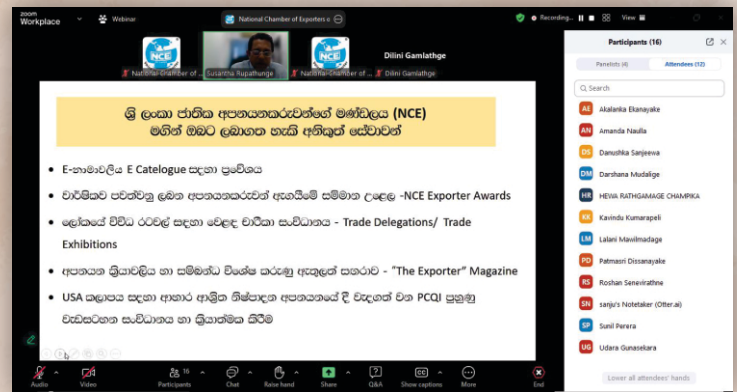 zoom
Workplace
Webinar
National Chamber of Exporters o
Recording...
View
NCE
NCE
Dilini Gamlathge
National Chamber of ...
Susantha Rupathunge
National Chamber of ...
Dilini Gamlathge
ශ්‍රී ලංකා ජාතික අපනයනකරුවන්ගේ මණ්ඩලය (NCE)
මගින් ඔබට ලබාගත හැකි අනිකුත් සේවාවන්
• E-නාමාවලිය E Catelogue සඳහා ප්‍රවේශය
• වාර්ෂිකව පවත්වනු ලබන අපනයනකරුවන් ඇගයීමේ සම්මාන උළෙල -NCE Exporter Awards
• ලෝකයේ විවිධ රටවල් සඳහා වෙළඳ චාරිකා සංවිධානය - Trade Delegations/ Trade
Exhibitions
• අපනයන ක්‍රියාවලිය හා සම්බන්ධ විශේෂ කරුණු ඇතුලත් සඟරාව - "The Exporter" Magazine
• USA කලාපය සඳහා ආහාර ආශ්‍රිත නිෂ්පාදන අපනයනයේ දී වැදගත් වන PCQI පුහුණු
වැඩසටහන සංවිධානය හා ක්‍රියාත්මක කිරීම
Participants (16)
Panelists (4)
Attendees (12)
Search
AE Akalanka Ekanayake
AN Amanda Naulla
DS Danushka Sanjeewa
DM Darshana Mudalige
HR HEWA RATHGAMAGE CHAMPIKA
KK Kavindu Kumarapeli
LM Lalani Mawilmadage
PD Patmasri Dissanayake
RS Roshan Senevirathne
SN sanju's Notetaker (Otter.ai)
SP Sunil Perera
UG Udara Gunasekara
Lower all attendees' hands
16
Audio
Video
Participants
Chat
Raise hand
Share
Q&A
Show captions
More
End